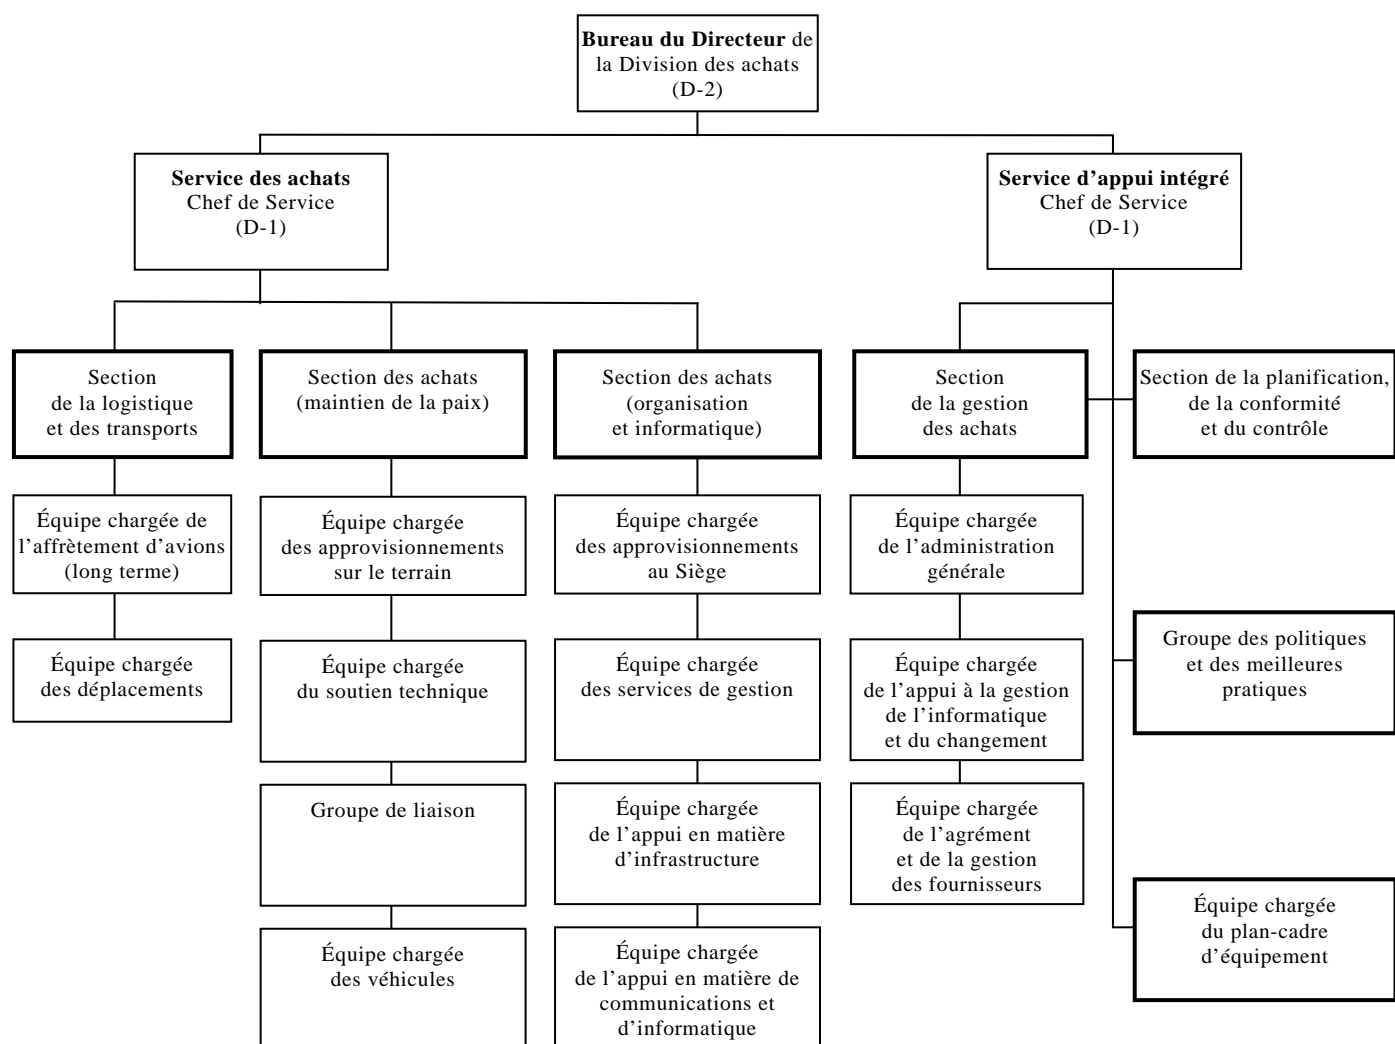 Bureau du Directeur de
la Division des achats
(D-2)
Service des achats
Chef de Service
(D-1)
Service d’appui intégré
Chef de Service
(D-1)
Section
de la logistique
et des transports
Section des achats
(maintien de la paix)
Section des achats
(organisation
et informatique)
Section
de la gestion
des achats
Section de la planification,
de la conformité
et du contrôle
Équipe chargée de
l’affrètement d’avions
(long terme)
Équipe chargée
des approvisionnements
sur le terrain
Équipe chargée
des approvisionnements
au Siège
Équipe chargée
de l’administration
générale
Équipe chargée
des déplacements
Équipe chargée
du soutien technique
Équipe chargée
des services de gestion
Équipe chargée
de l’appui à la gestion
de l’informatique
et du changement
Groupe des politiques
et des meilleures
pratiques
Groupe de liaison
Équipe chargée
de l’appui en matière
d’infrastructure
Équipe chargée
de l’agrément
et de la gestion
des fournisseurs
Équipe chargée
du plan-cadre
d’équipement
Équipe chargée
des véhicules
Équipe chargée
de l’appui en matière de
communications et
d’informatique